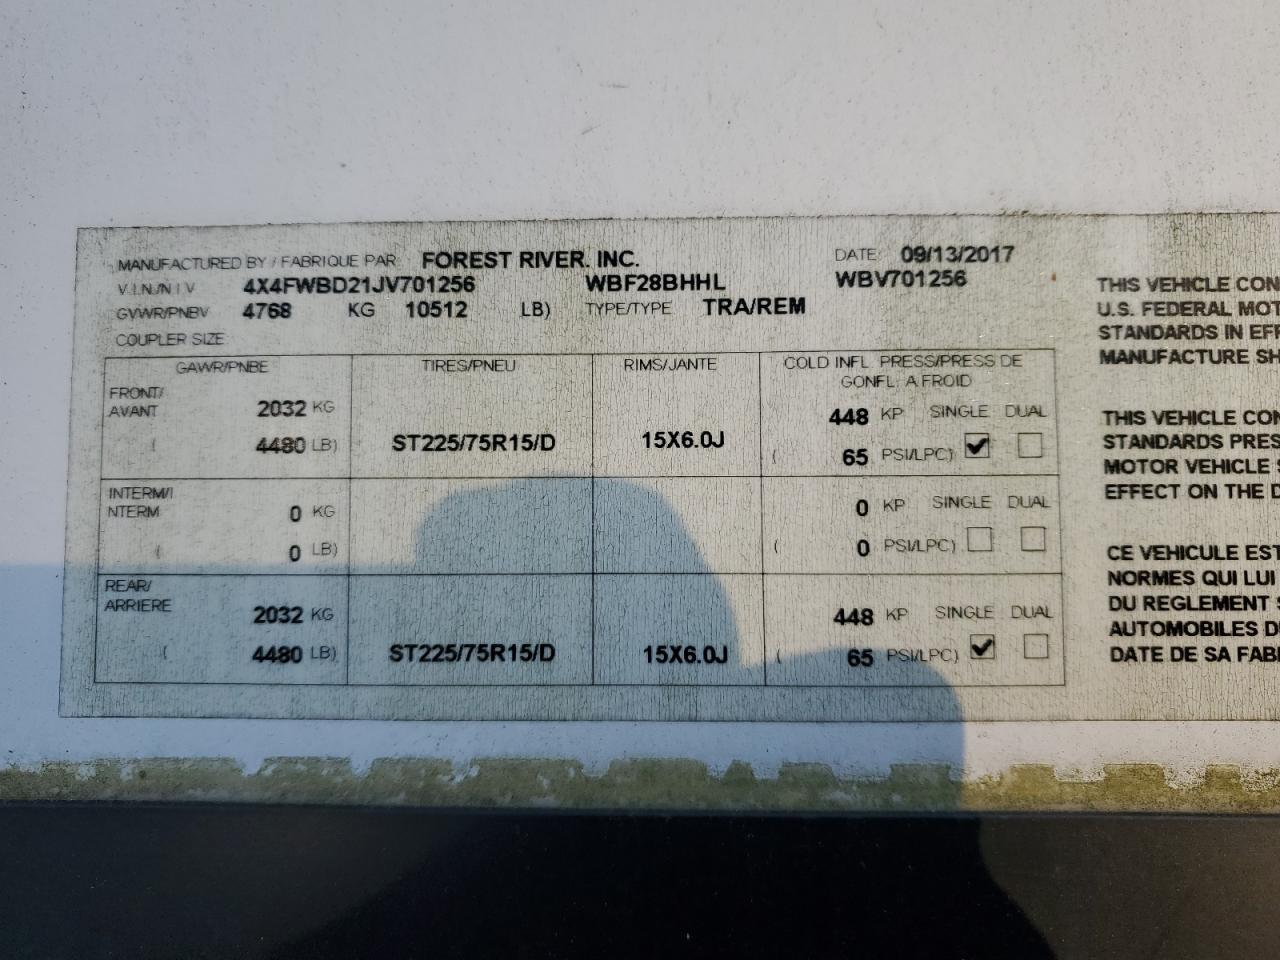 MANUFACTURED BY / FABRIQUE PAR: FOREST RIVER. INC. DATE: 09/13/2017
V.I.N./N I V 4X4FWBD21JV701256 WBF28BHHL WBV701256
GVWR/PNBV 4768 KG 10512 LB) TYPE/TYPE TRA/REM
COUPLER SIZE:
GAWR/PNBE TIRES/PNEU RIMS/JANTE COLD INFL. PRESS/PRESS DE
GONFL. A FROID
FRONT/
AVANT 2032 KG 448 KP SINGLE DUAL
( 4480 LB) ST225/75R15/D 15X6.0J ( 65 PSI/LPC) ✔
INTERM/I
NTERM 0 KG 0 KP SINGLE DUAL
( 0 LB) ( 0 PSI/LPC)
REAR/
ARRIERE 2032 KG 448 KP SINGLE DUAL
( 4480 LB) ST225/75R15/D 15X6.0J ( 65 PSI/LPC) ✔
THIS VEHICLE CON
U.S. FEDERAL MOT
STANDARDS IN EFF
MANUFACTURE SH
THIS VEHICLE CON
STANDARDS PRES
MOTOR VEHICLE S
EFFECT ON THE D
CE VEHICULE EST
NORMES QUI LUI
DU REGLEMENT S
AUTOMOBILES DU
DATE DE SA FABR